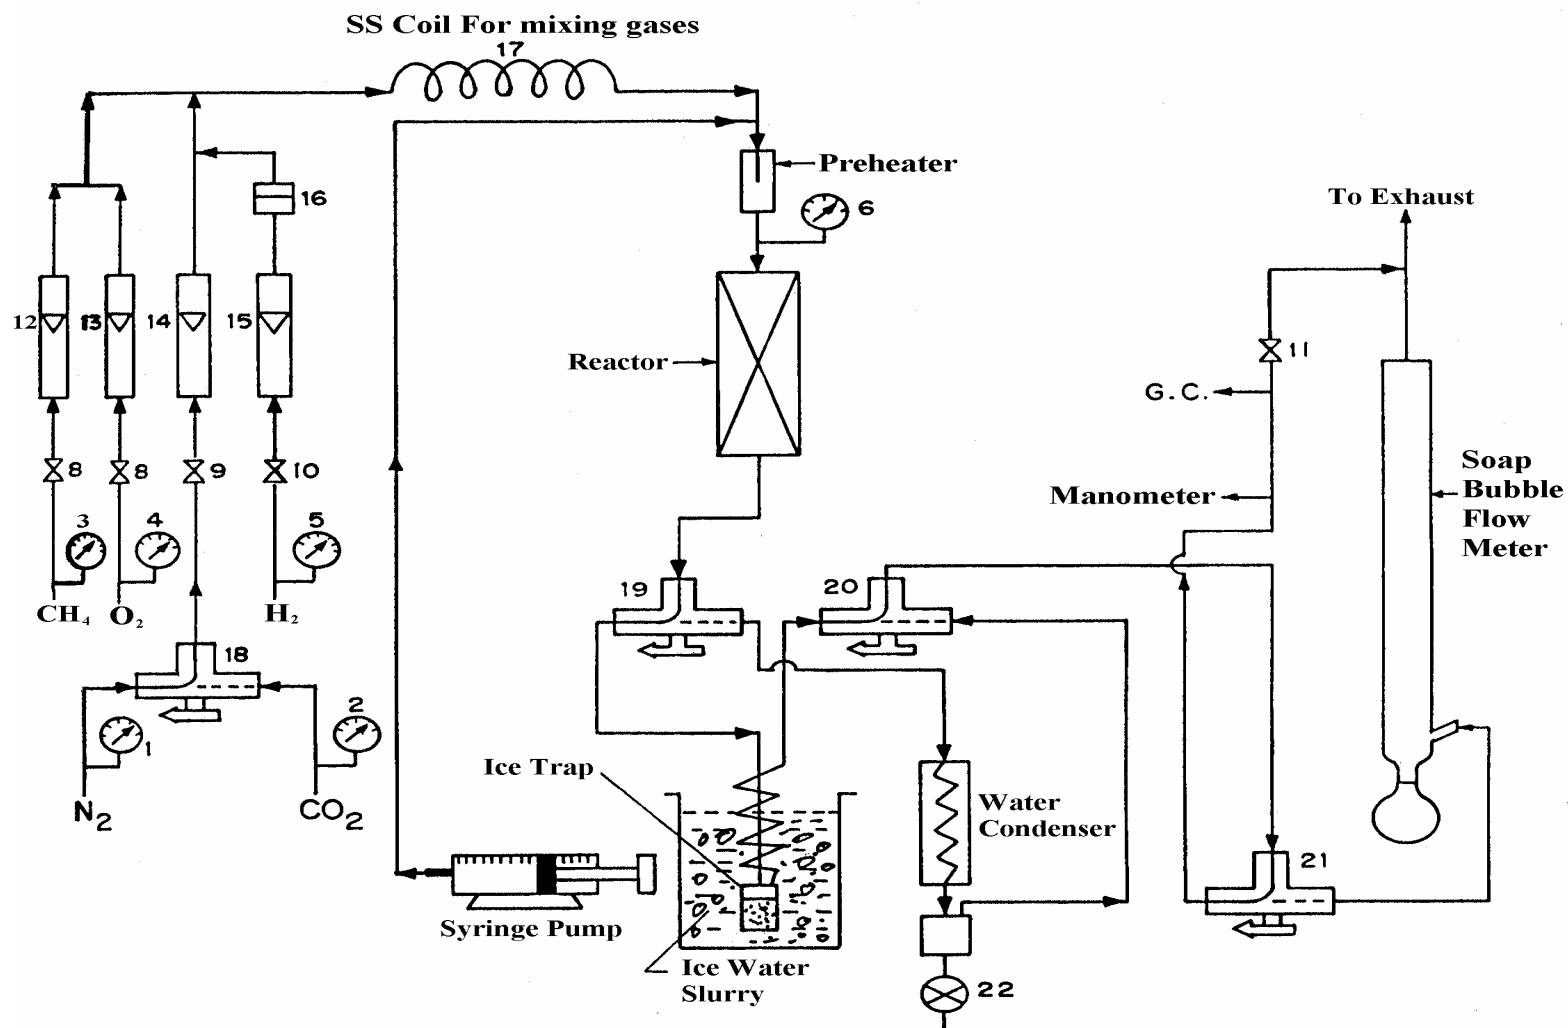 SS Coil For mixing gases
17
Preheater
16
6
To Exhaust
12
13
14
15
Reactor
11
G.C.
8
8
9
10
Manometer
Soap
Bubble
Flow
Meter
3
4
5
CH4
O2
H2
19
20
18
1
2
N2
CO2
Ice Trap
Water
Condenser
21
Syringe Pump
Ice Water
Slurry
22